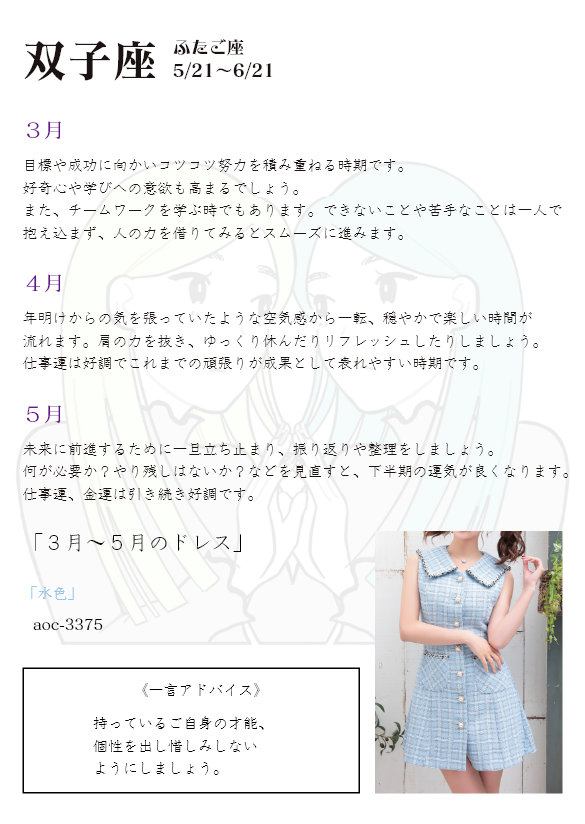 双子座
ふたご座
5/21～6/21
３月
目標や成功に向かいコツコツ努力を積み重ねる時期です。
好奇心や学びへの意欲も高まるでしょう。
また、チームワークを学ぶ時でもあります。できないことや苦手なことは一人で
抱え込まず、人の力を借りてみるとスムーズに進みます。
４月
年明けからの気を張っていたような空気感から一転、穏やかで楽しい時間が
流れます。肩の力を抜き、ゆっくり休んだりリフレッシュしたりしましょう。
仕事運は好調でこれまでの頑張りが成果として表れやすい時期です。
５月
未来に前進するために一旦立ち止まり、振り返りや整理をしましょう。
何が必要か？やり残しはないか？などを見直すと、下半期の運気が良くなります。
仕事運、金運は引き続き好調です。
「３月～５月のドレス」
「水色」
aoc-3375
《一言アドバイス》
持っているご自身の才能、
個性を出し惜しみしない
ようにしましょう。